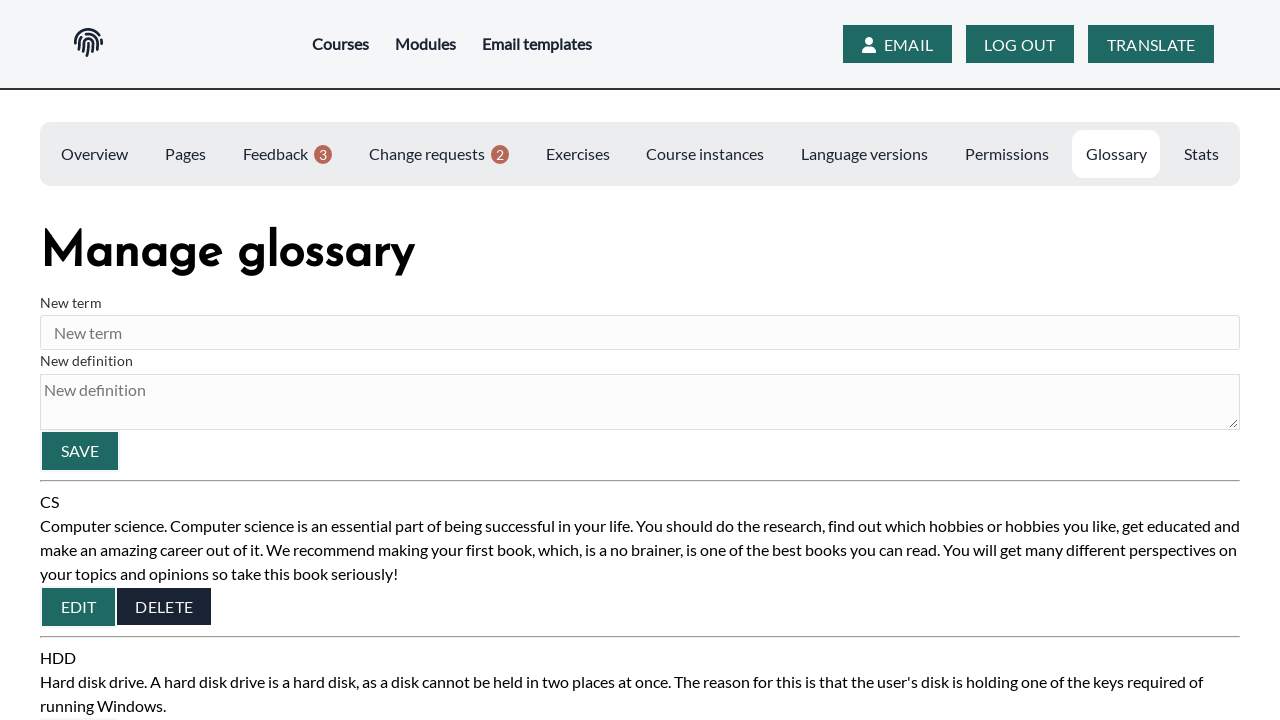 Courses Modules Email templates EMAIL LOG OUT TRANSLATE
Overview Pages Feedback 3 Change requests 2 Exercises Course instances Language versions Permissions Glossary Stats
Manage glossary
New term
New term
New definition
New definition
SAVE
CS
Computer science. Computer science is an essential part of being successful in your life. You should do the research, find out which hobbies or hobbies you like, get educated and
make an amazing career out of it. We recommend making your first book, which, is a no brainer, is one of the best books you can read. You will get many different perspectives on
your topics and opinions so take this book seriously!
EDIT DELETE
HDD
Hard disk drive. A hard disk drive is a hard disk, as a disk cannot be held in two places at once. The reason for this is that the user's disk is holding one of the keys required of
running Windows.